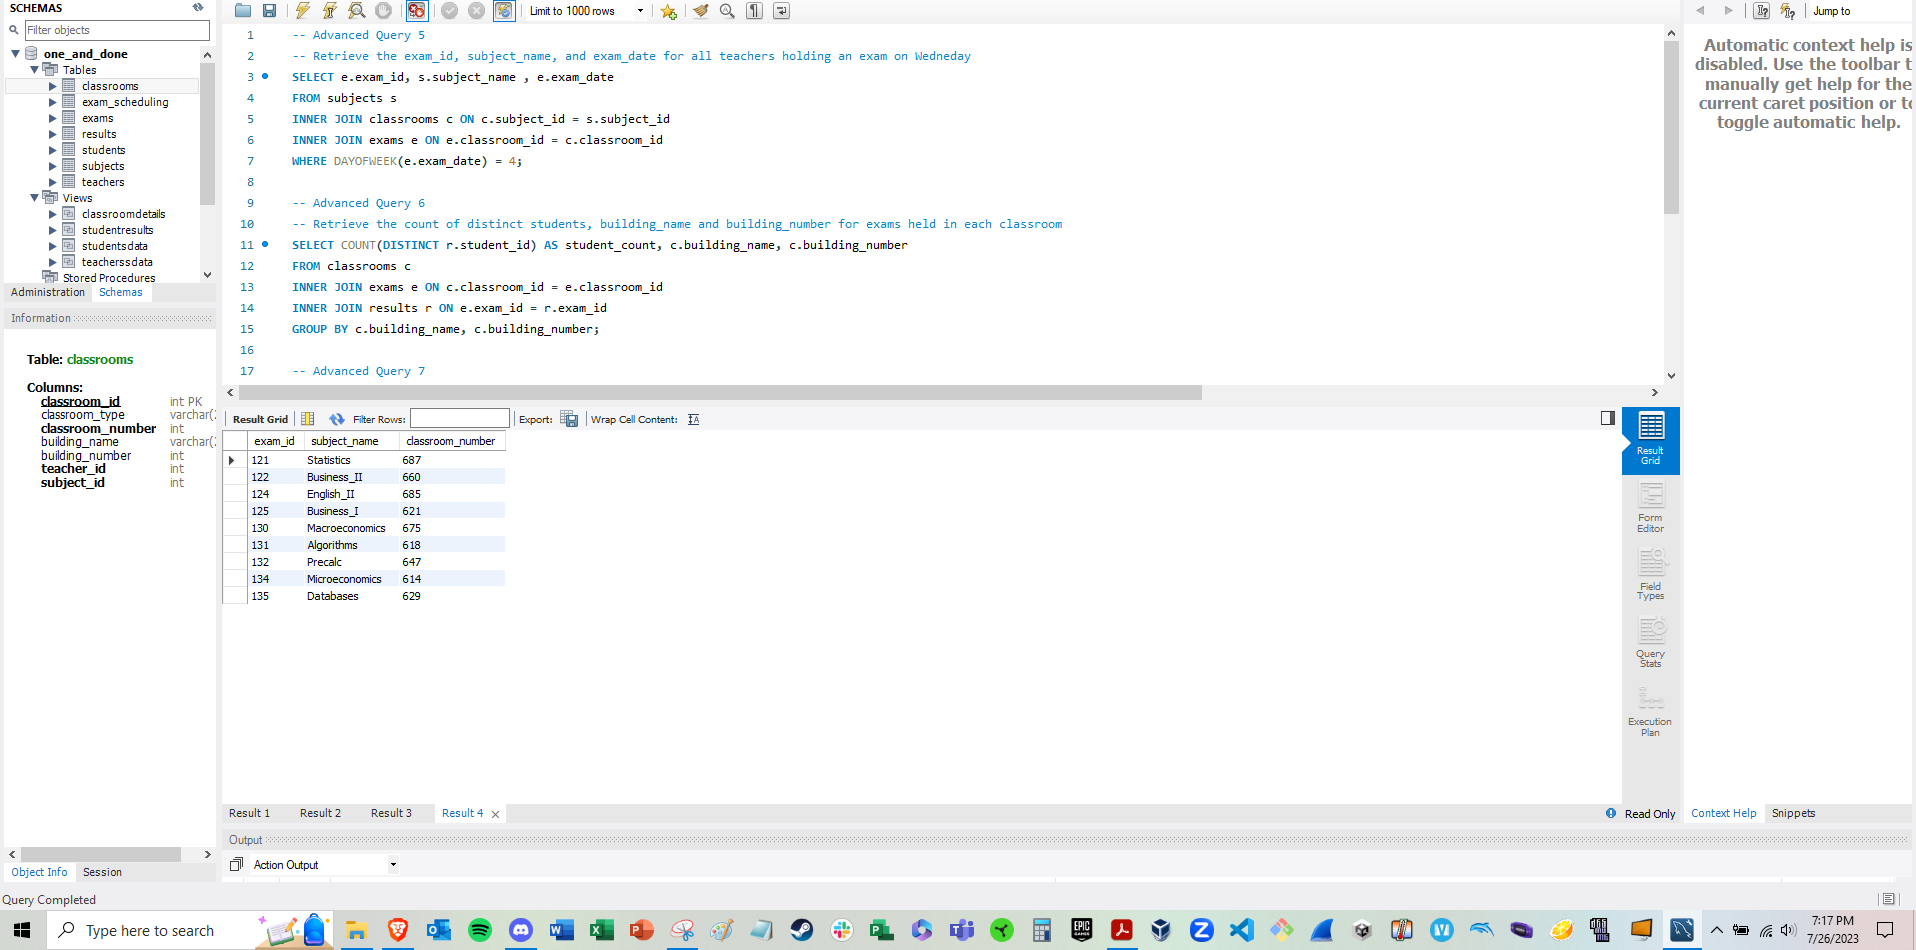 SCHEMAS
Filter objects
one_and_done
Tables
classrooms
exam_scheduling
exams
results
students
subjects
teachers
Views
classroomdetails
studentresults
studentsdata
teacherssdata
Stored Procedures
Administration Schemas
Information
Table: classrooms
Columns:
classroom_id int PK
classroom_type varchar(
classroom_number int
building_name varchar(
building_number int
teacher_id int
subject_id int
Object Info Session
Limit to 1000 rows
1 -- Advanced Query 5
2 -- Retrieve the exam_id, subject_name, and exam_date for all teachers holding an exam on Wedneday
3 SELECT e.exam_id, s.subject_name , e.exam_date
4 FROM subjects s
5 INNER JOIN classrooms c ON c.subject_id = s.subject_id
6 INNER JOIN exams e ON e.classroom_id = c.classroom_id
7 WHERE DAYOFWEEK(e.exam_date) = 4;
8
9 -- Advanced Query 6
10 -- Retrieve the count of distinct students, building_name and building_number for exams held in each classroom
11 SELECT COUNT(DISTINCT r.student_id) AS student_count, c.building_name, c.building_number
12 FROM classrooms c
13 INNER JOIN exams e ON c.classroom_id = e.classroom_id
14 INNER JOIN results r ON e.exam_id = r.exam_id
15 GROUP BY c.building_name, c.building_number;
16
17 -- Advanced Query 7
Result Grid Filter Rows: Export: Wrap Cell Content:
exam_id subject_name classroom_number
121 Statistics 687
122 Business_II 660
124 English_II 685
125 Business_I 621
130 Macroeconomics 675
131 Algorithms 618
132 Precalc 647
134 Microeconomics 614
135 Databases 629
Result
Grid
Form
Editor
Field
Types
Query
Stats
Execution
Plan
Result 1 Result 2 Result 3 Result 4
Read Only
Output
Action Output
Jump to
Automatic context help is
disabled. Use the toolbar t
manually get help for the
current caret position or to
toggle automatic help.
Context Help Snippets
Query Completed
Type here to search
7:17 PM
7/26/2023